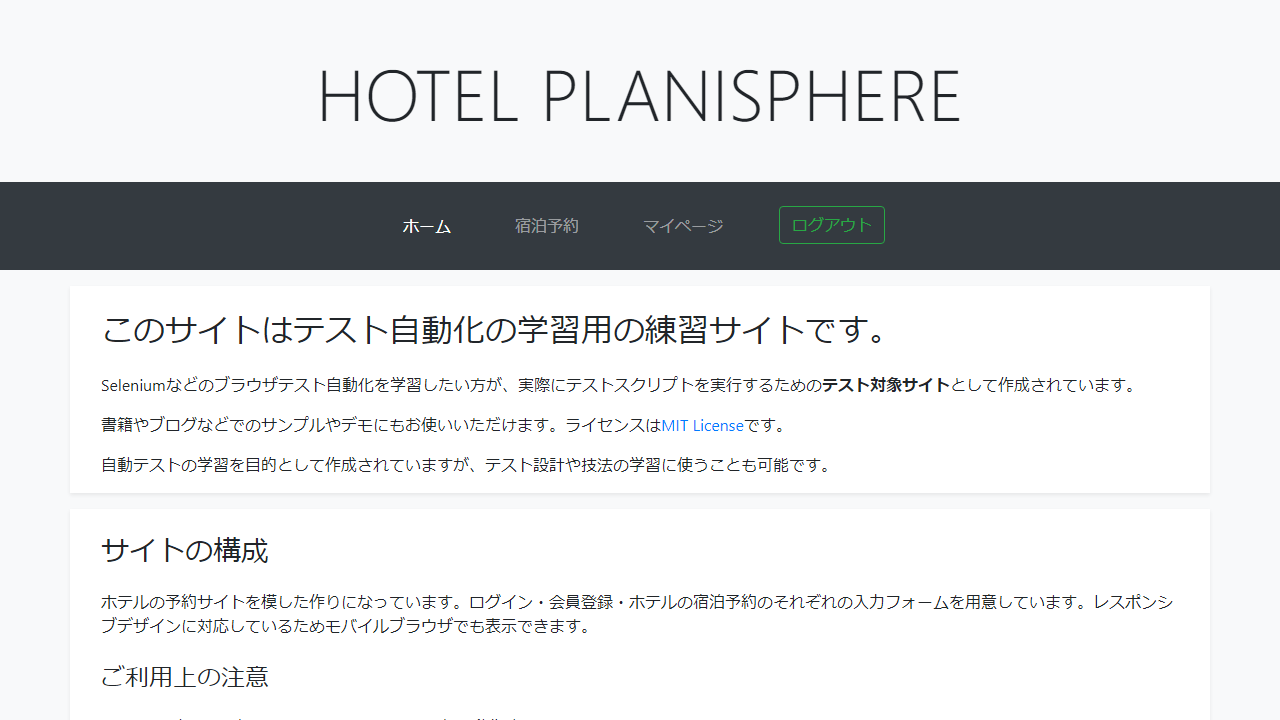 HOTEL PLANISPHERE
ホーム 宿泊予約 マイページ ログアウト
このサイトはテスト自動化の学習用の練習サイトです。
Seleniumなどのブラウザテスト自動化を学習したい方が、実際にテストスクリプトを実行するためのテスト対象サイトとして作成されています。
書籍やブログなどでのサンプルやデモにもお使いいただけます。ライセンスはMIT Licenseです。
自動テストの学習を目的として作成されていますが、テスト設計や技法の学習に使うことも可能です。
サイトの構成
ホテルの予約サイトを模した作りになっています。ログイン・会員登録・ホテルの宿泊予約のそれぞれの入力フォームを用意しています。レスポンシ
ブデザインに対応しているためモバイルブラウザでも表示できます。
ご利用上の注意